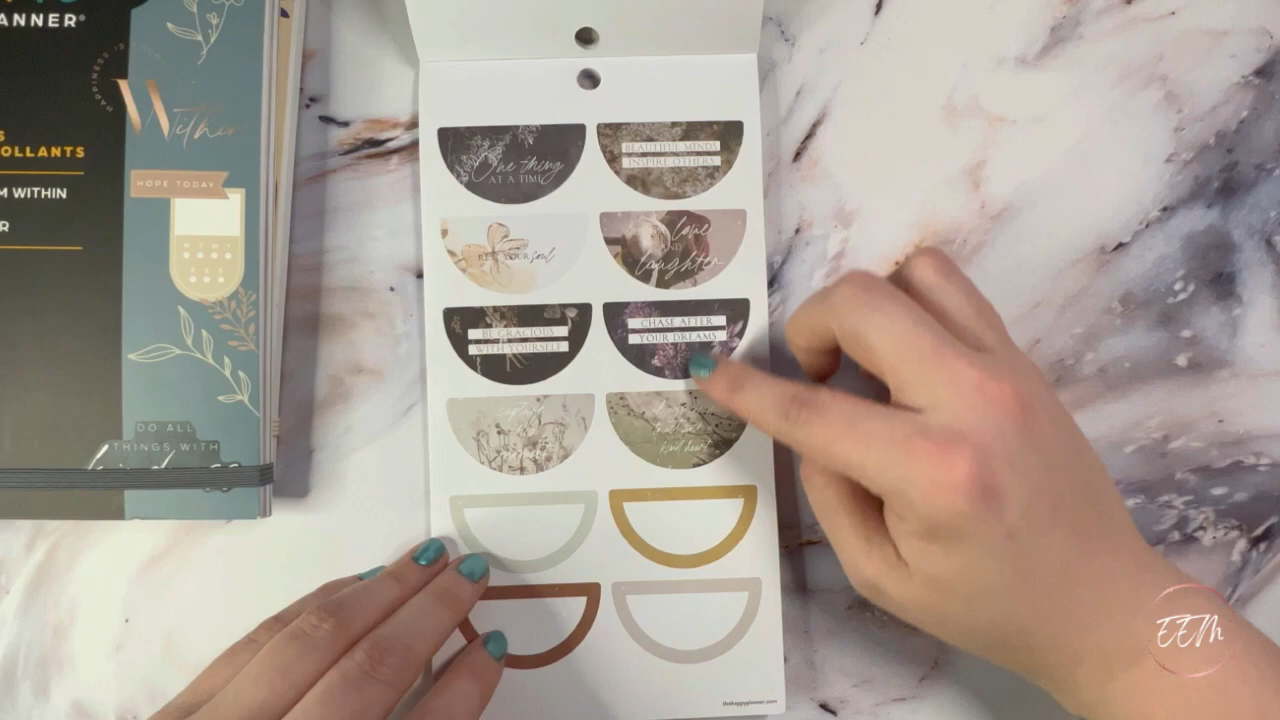 ANNER®
S
OLLANTS
M WITHIN
R
HAPPINESS IS
Within
HOPE TODAY
M T W T
F S S
DO ALL
THINGS WITH
One thing
AT A TIME
BEAUTIFUL MINDS
INSPIRE OTHERS
REST YOUR soul
love
AND
laughter
BE GRACIOUS
WITH YOURSELF
CHASE AFTER
YOUR DREAMS
kind heart
thehappyplanner.com
EEM